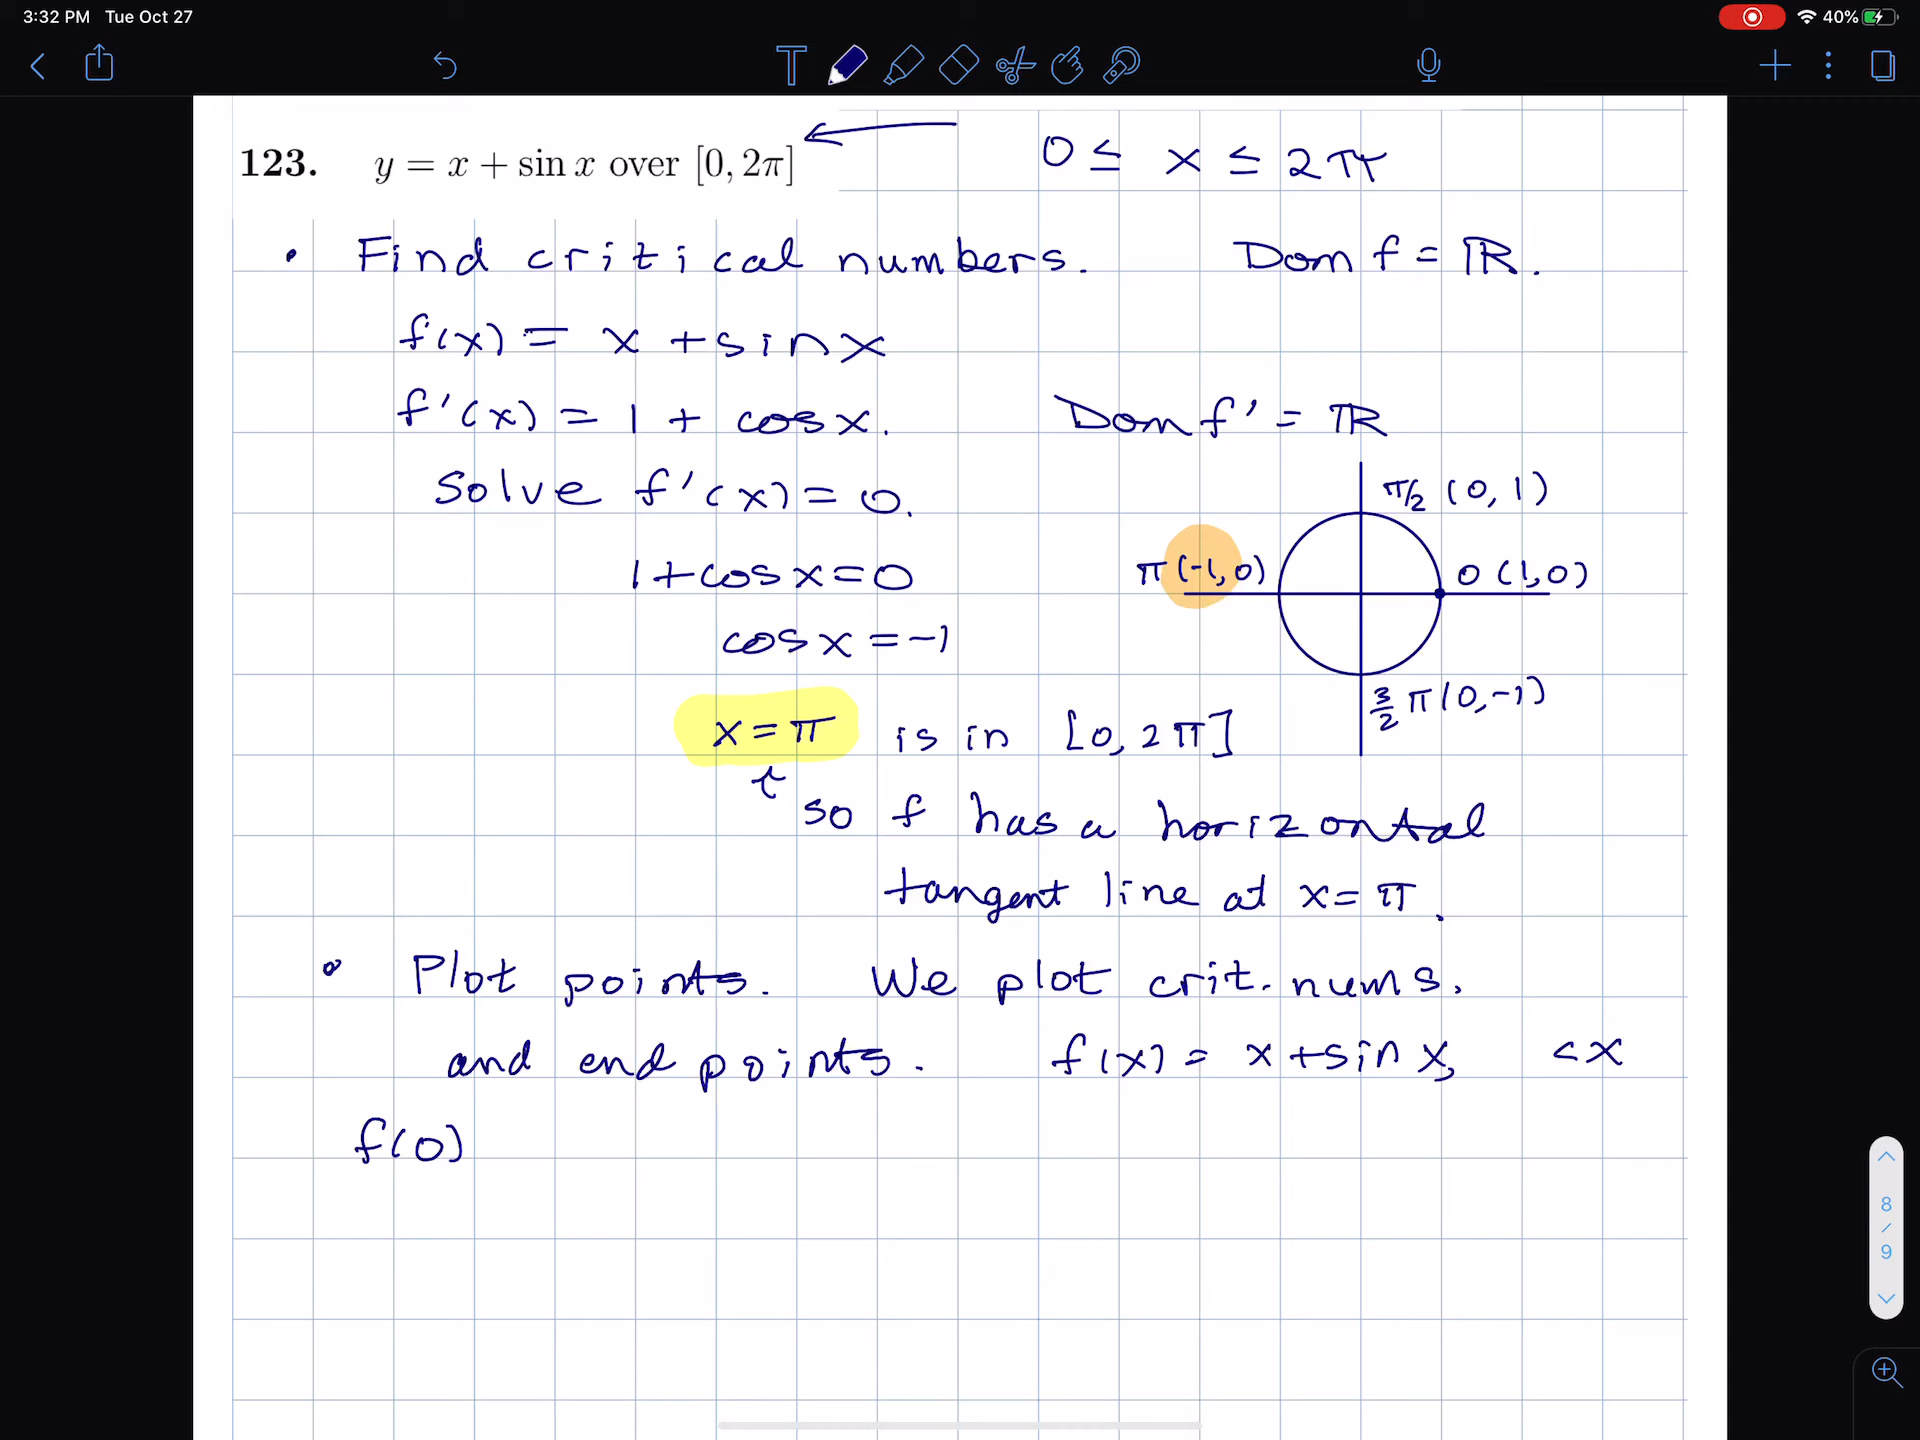 3:32 PM Tue Oct 27
40%
123. y = x + sin x over [0, 2π]
0 ≤ x ≤ 2π
• Find critical numbers. Dom f = ℝ.
f(x) = x + sin x
f'(x) = 1 + cos x. Dom f' = ℝ
Solve f'(x) = 0.
π/2 (0, 1)
1 + cos x = 0
π (-1, 0)
0 (1, 0)
cos x = -1
3/2 π (0, -1)
x = π is in [0, 2π]
so f has a horizontal
tangent line at x = π.
• Plot points. We plot crit. nums.
and end points. f(x) = x + sin x, < x
f(0)
8
/
9